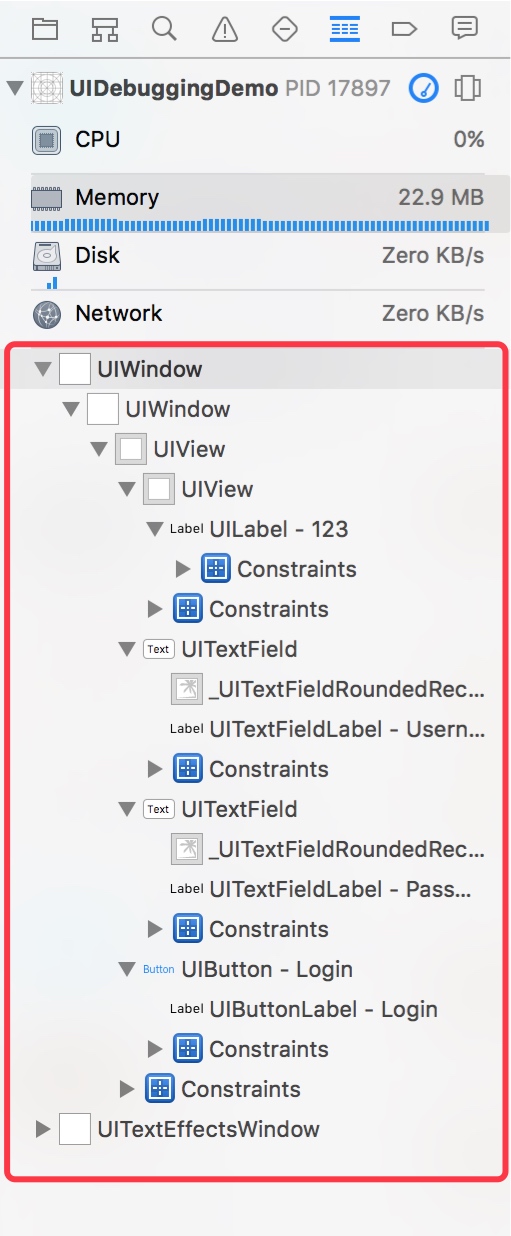 UIDebuggingDemo PID 17897
CPU 0%
Memory 22.9 MB
Disk Zero KB/s
Network Zero KB/s
UIWindow
UIWindow
UIView
UIView
Label UILabel - 123
Constraints
Constraints
Text UITextField
_UITextFieldRoundedRec...
Label UITextFieldLabel - Usern...
Constraints
Text UITextField
_UITextFieldRoundedRec...
Label UITextFieldLabel - Pass...
Constraints
Button UIButton - Login
Label UIButtonLabel - Login
Constraints
Constraints
UITextEffectsWindow